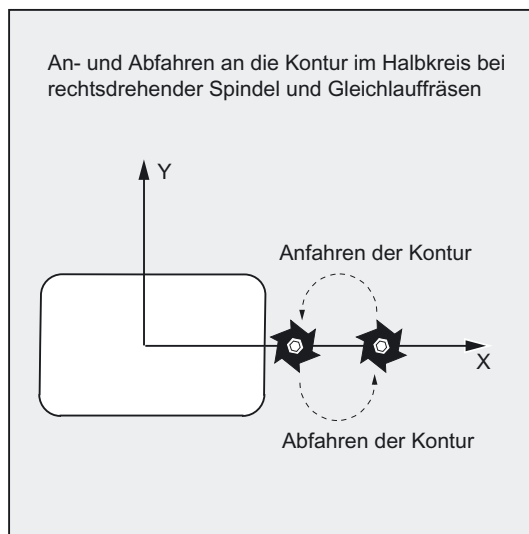 An- und Abfahren an die Kontur im Halbkreis bei
rechtsdrehender Spindel und Gleichlauffräsen
Y
Anfahren der Kontur
X
Abfahren der Kontur